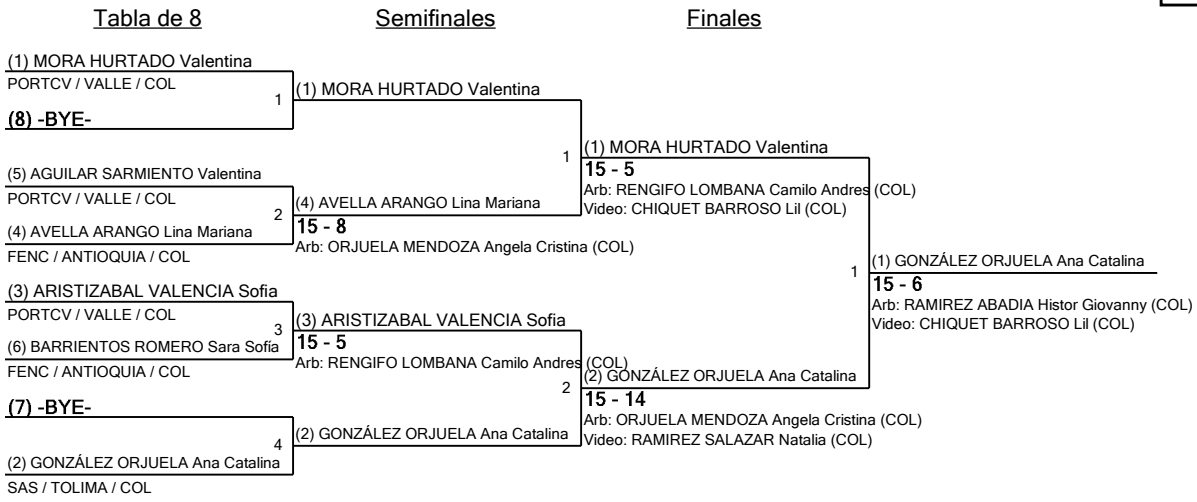 Tabla de 8
Semifinales
Finales
(1) MORA HURTADO Valentina
PORTCV / VALLE / COL
1
(8) -BYE-
(5) AGUILAR SARMIENTO Valentina
PORTCV / VALLE / COL
2
(4) AVELLA ARANGO Lina Mariana
FENC / ANTIOQUIA / COL
(3) ARISTIZABAL VALENCIA Sofia
PORTCV / VALLE / COL
3
(6) BARRIENTOS ROMERO Sara Sofía
FENC / ANTIOQUIA / COL
(7) -BYE-
4
(2) GONZÁLEZ ORJUELA Ana Catalina
SAS / TOLIMA / COL
(1) MORA HURTADO Valentina
1
(4) AVELLA ARANGO Lina Mariana
15 - 8
Arb: ORJUELA MENDOZA Angela Cristina (COL)
(3) ARISTIZABAL VALENCIA Sofia
15 - 5
Arb: RENGIFO LOMBANA Camilo Andres (COL)
2
(2) GONZÁLEZ ORJUELA Ana Catalina
(1) MORA HURTADO Valentina
15 - 5
Arb: RENGIFO LOMBANA Camilo Andres (COL)
Video: CHIQUET BARROSO Lil (COL)
1
(2) GONZÁLEZ ORJUELA Ana Catalina
15 - 14
Arb: ORJUELA MENDOZA Angela Cristina (COL)
Video: RAMIREZ SALAZAR Natalia (COL)
(1) GONZÁLEZ ORJUELA Ana Catalina
15 - 6
Arb: RAMIREZ ABADIA Histor Giovanny (COL)
Video: CHIQUET BARROSO Lil (COL)